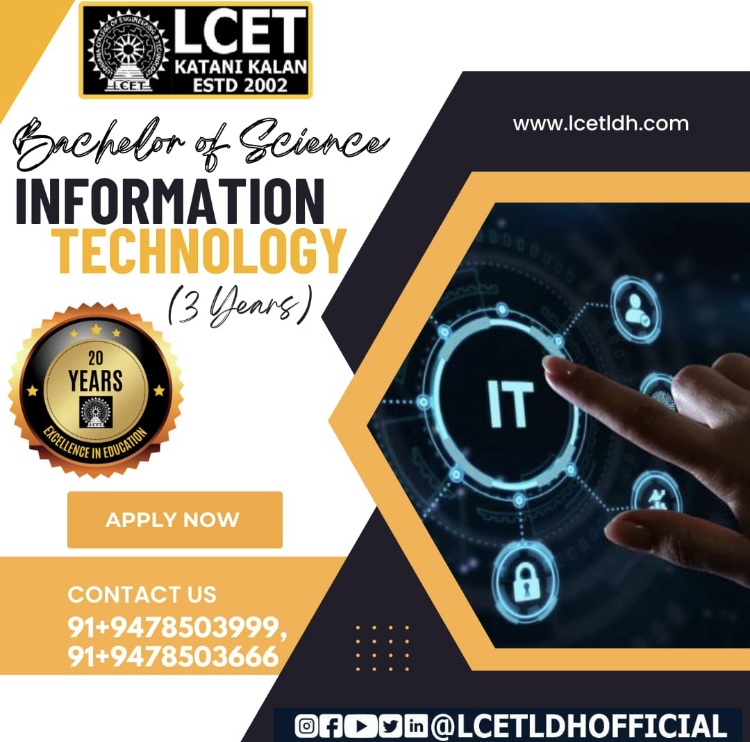 LCET
KATANI KALAN
ESTD 2002
LCET
www.lcetldh.com
Bachelor of Science
INFORMATION
TECHNOLOGY
(3 Years)
IT
20
YEARS
EXCELLENCE IN EDUCATION
APPLY NOW
CONTACT US
91+9478503999,
91+9478503666
@LCETLDHOFFICIAL